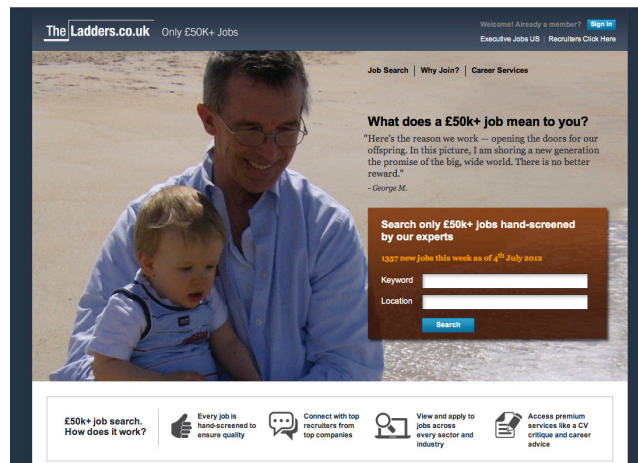 The Ladders.co.uk Only £50K+ Jobs
Welcome! Already a member? Sign In
Executive Jobs US | Recruiters Click Here
Job Search | Why Join? | Career Services
What does a £50k+ job mean to you?
"Here's the reason we work — opening the doors for our
offspring. In this picture, I am shoring a new generation
the promise of the big, wide world. There is no better
reward."
- George M.
Search only £50k+ jobs hand-screened
by our experts
1357 new jobs this week as of 4th July 2012
Keyword
Location
Search
£50k+ job search.
How does it work?
Every job is
hand-screened to
ensure quality
Connect with top
recruiters from
top companies
View and apply to
jobs across
every sector and
industry
Access premium
services like a CV
critique and career
advice